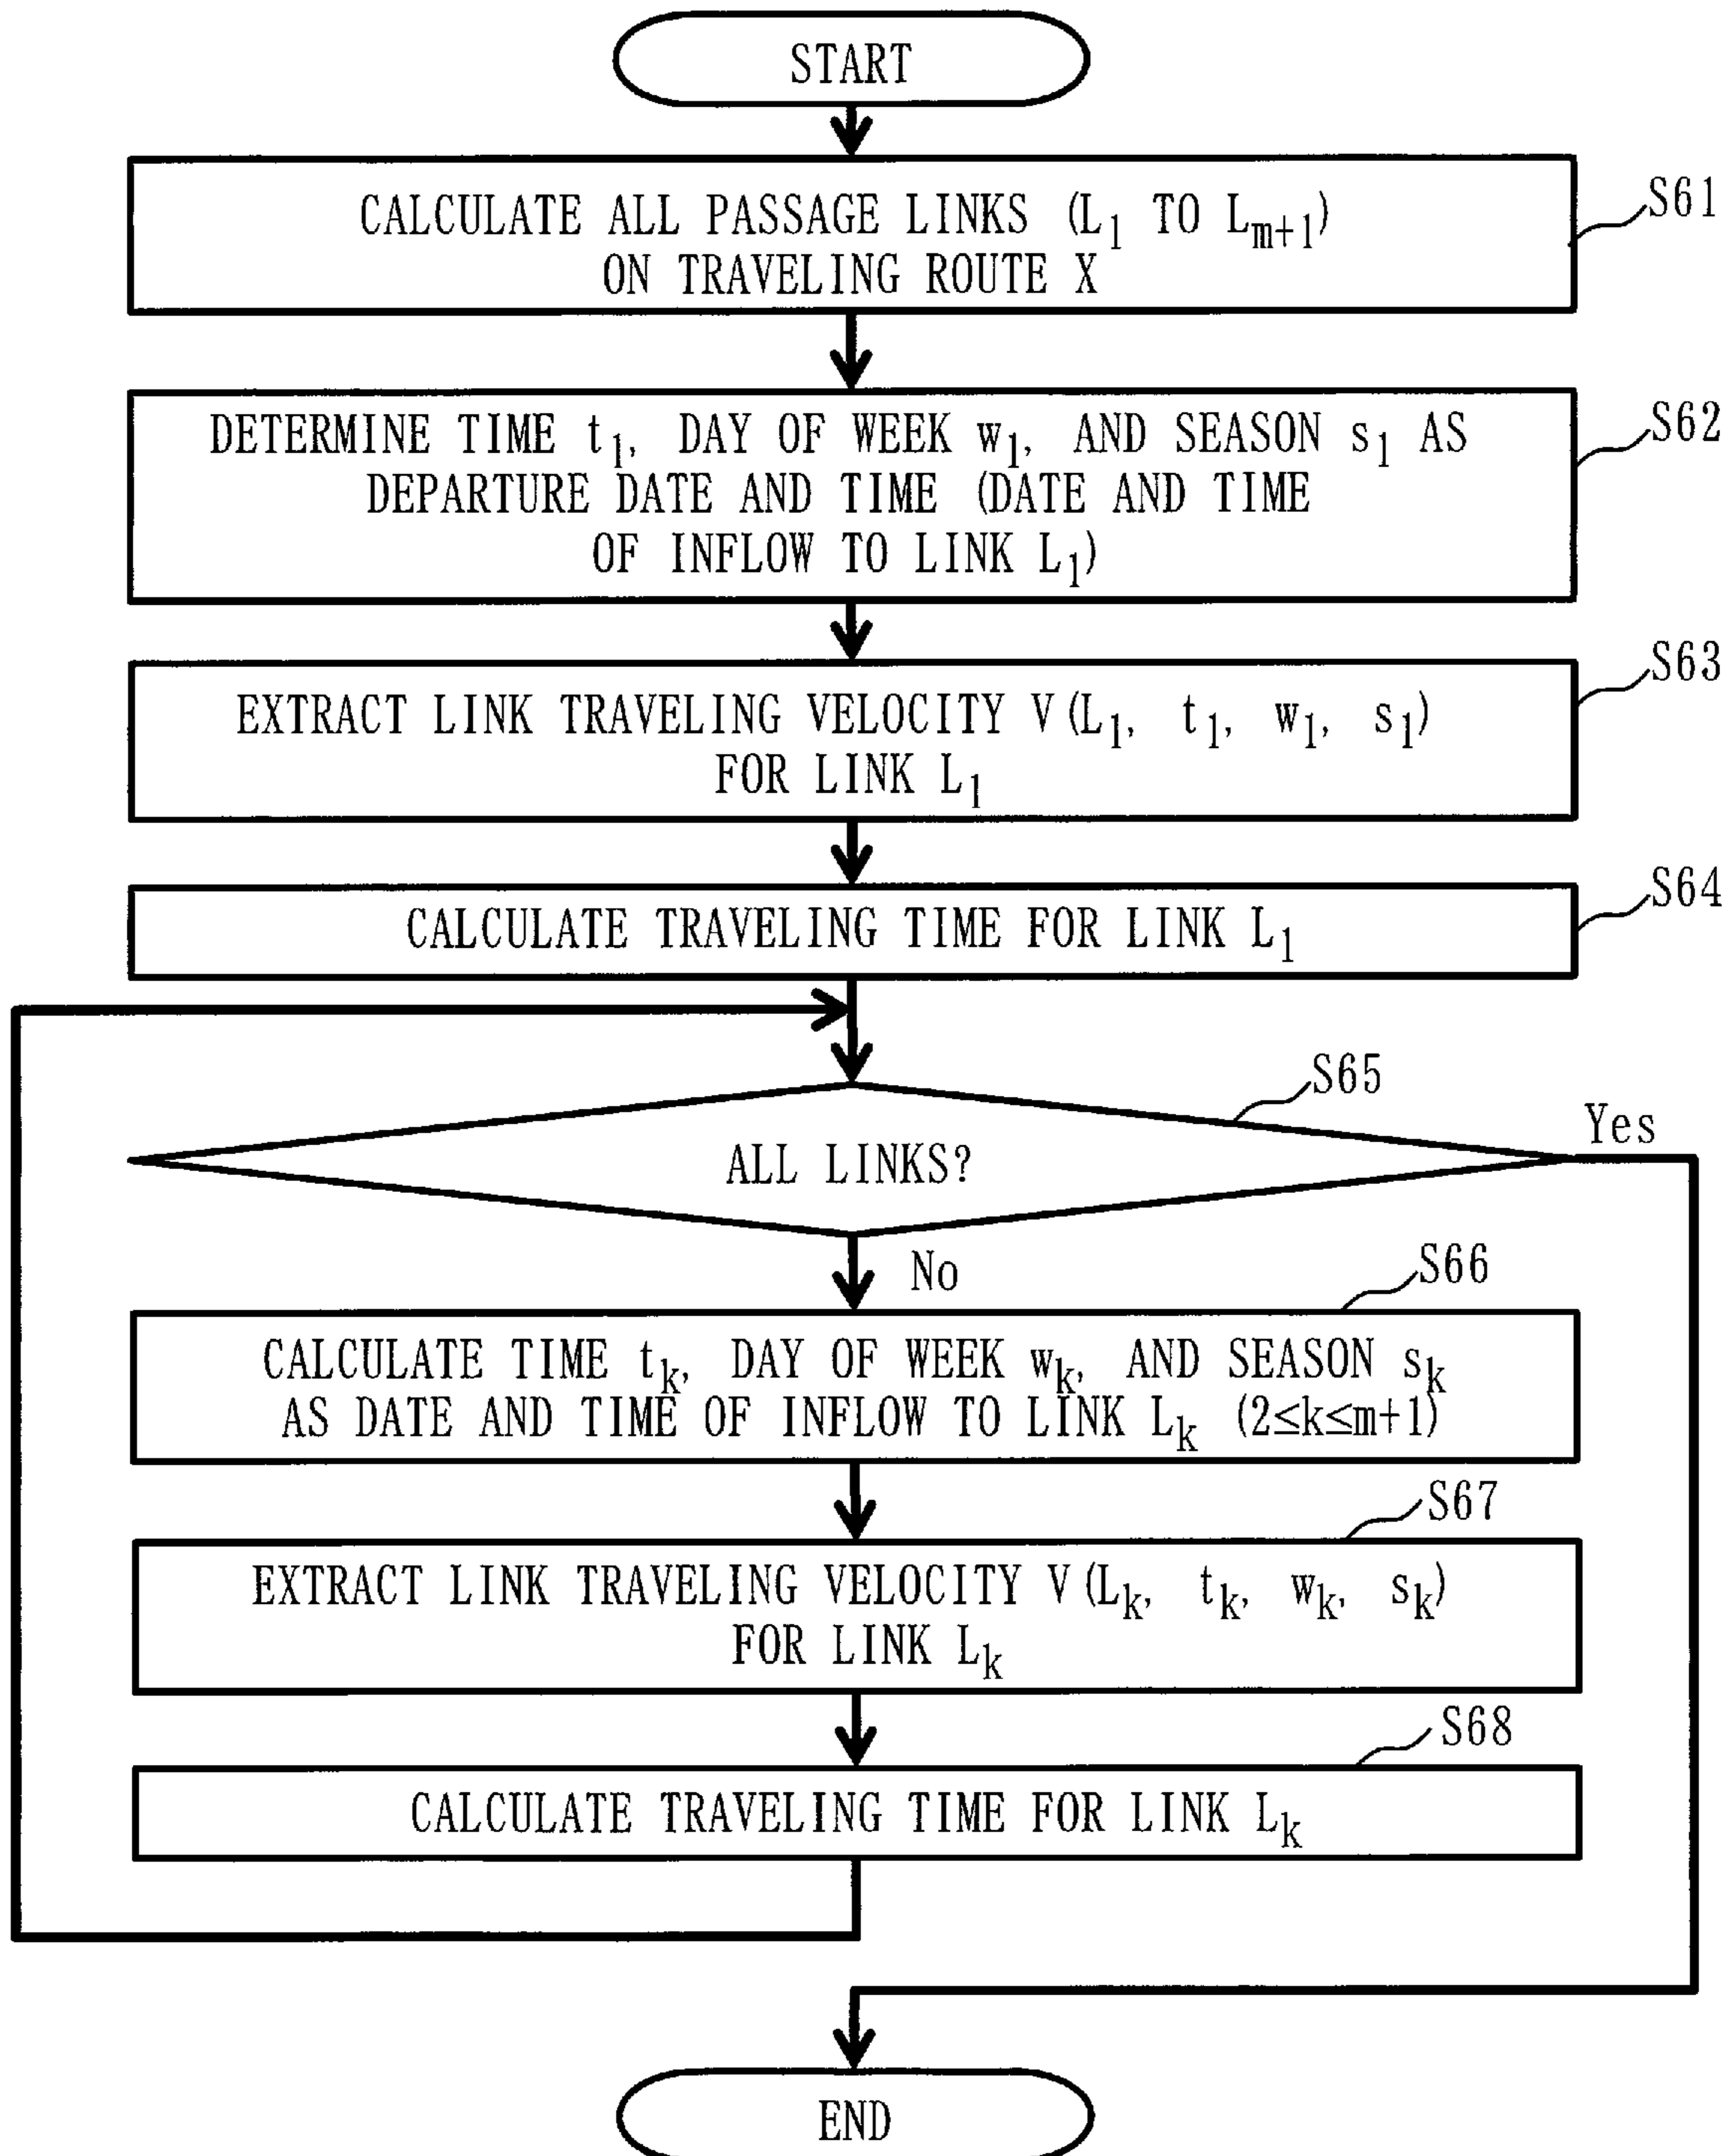 START
CALCULATE ALL PASSAGE LINKS (L1 TO Lm+1)
ON TRAVELING ROUTE X
S61
DETERMINE TIME t1, DAY OF WEEK w1, AND SEASON s1 AS
DEPARTURE DATE AND TIME (DATE AND TIME
OF INFLOW TO LINK L1)
S62
EXTRACT LINK TRAVELING VELOCITY V(L1, t1, w1, s1)
FOR LINK L1
S63
CALCULATE TRAVELING TIME FOR LINK L1
S64
ALL LINKS?
S65
Yes
No
CALCULATE TIME tk, DAY OF WEEK wk, AND SEASON sk
AS DATE AND TIME OF INFLOW TO LINK Lk (2≤k≤m+1)
S66
EXTRACT LINK TRAVELING VELOCITY V(Lk, tk, wk, sk)
FOR LINK Lk
S67
CALCULATE TRAVELING TIME FOR LINK Lk
S68
END